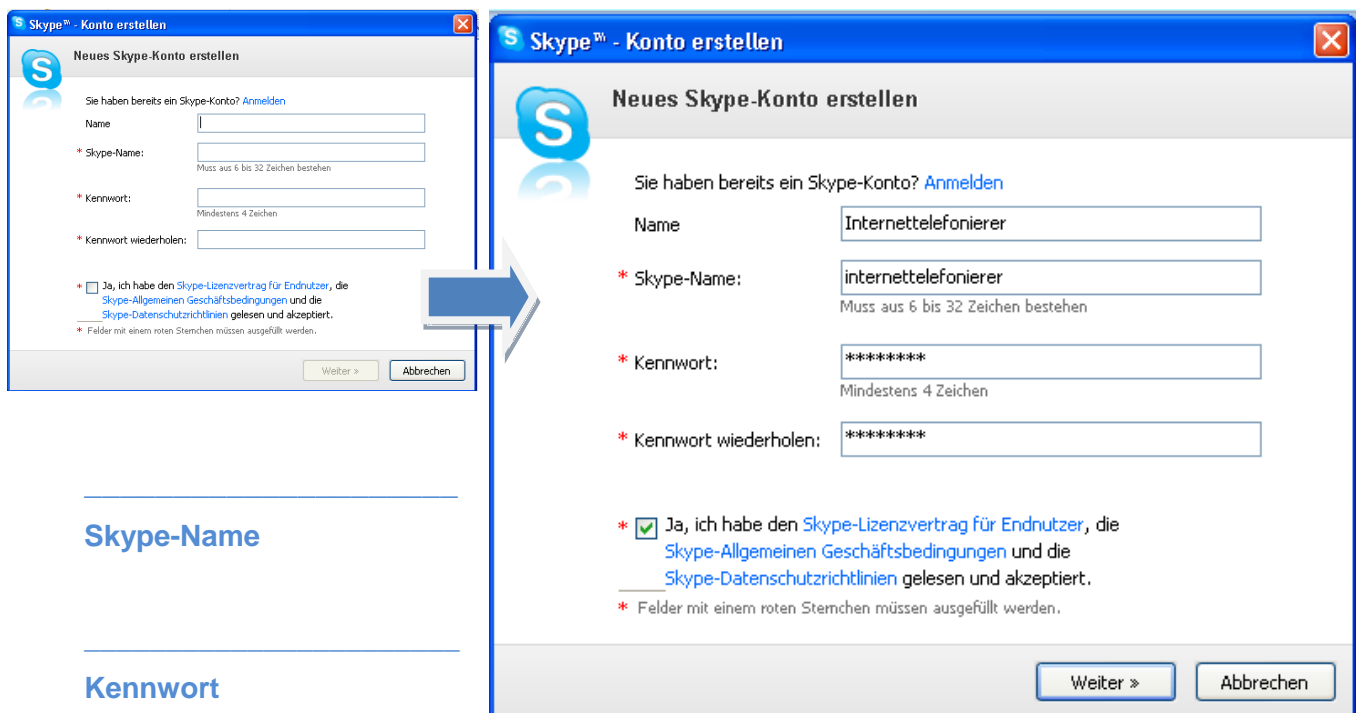 Skype™ - Konto erstellen
Neues Skype-Konto erstellen
Sie haben bereits ein Skype-Konto? Anmelden
Name
* Skype-Name:
Muss aus 6 bis 32 Zeichen bestehen
* Kennwort:
Mindestens 4 Zeichen
* Kennwort wiederholen:
* Ja, ich habe den Skype-Lizenzvertrag für Endnutzer, die
Skype-Allgemeinen Geschäftsbedingungen und die
Skype-Datenschutzrichtlinien gelesen und akzeptiert.
* Felder mit einem roten Sternchen müssen ausgefüllt werden.
Weiter » Abbrechen
Skype-Name
Kennwort
Skype™ - Konto erstellen
Neues Skype-Konto erstellen
Sie haben bereits ein Skype-Konto? Anmelden
Name Internettelefonierer
* Skype-Name: internettelefonierer
Muss aus 6 bis 32 Zeichen bestehen
* Kennwort: ********
Mindestens 4 Zeichen
* Kennwort wiederholen: ********
* Ja, ich habe den Skype-Lizenzvertrag für Endnutzer, die
Skype-Allgemeinen Geschäftsbedingungen und die
Skype-Datenschutzrichtlinien gelesen und akzeptiert.
* Felder mit einem roten Sternchen müssen ausgefüllt werden.
Weiter » Abbrechen